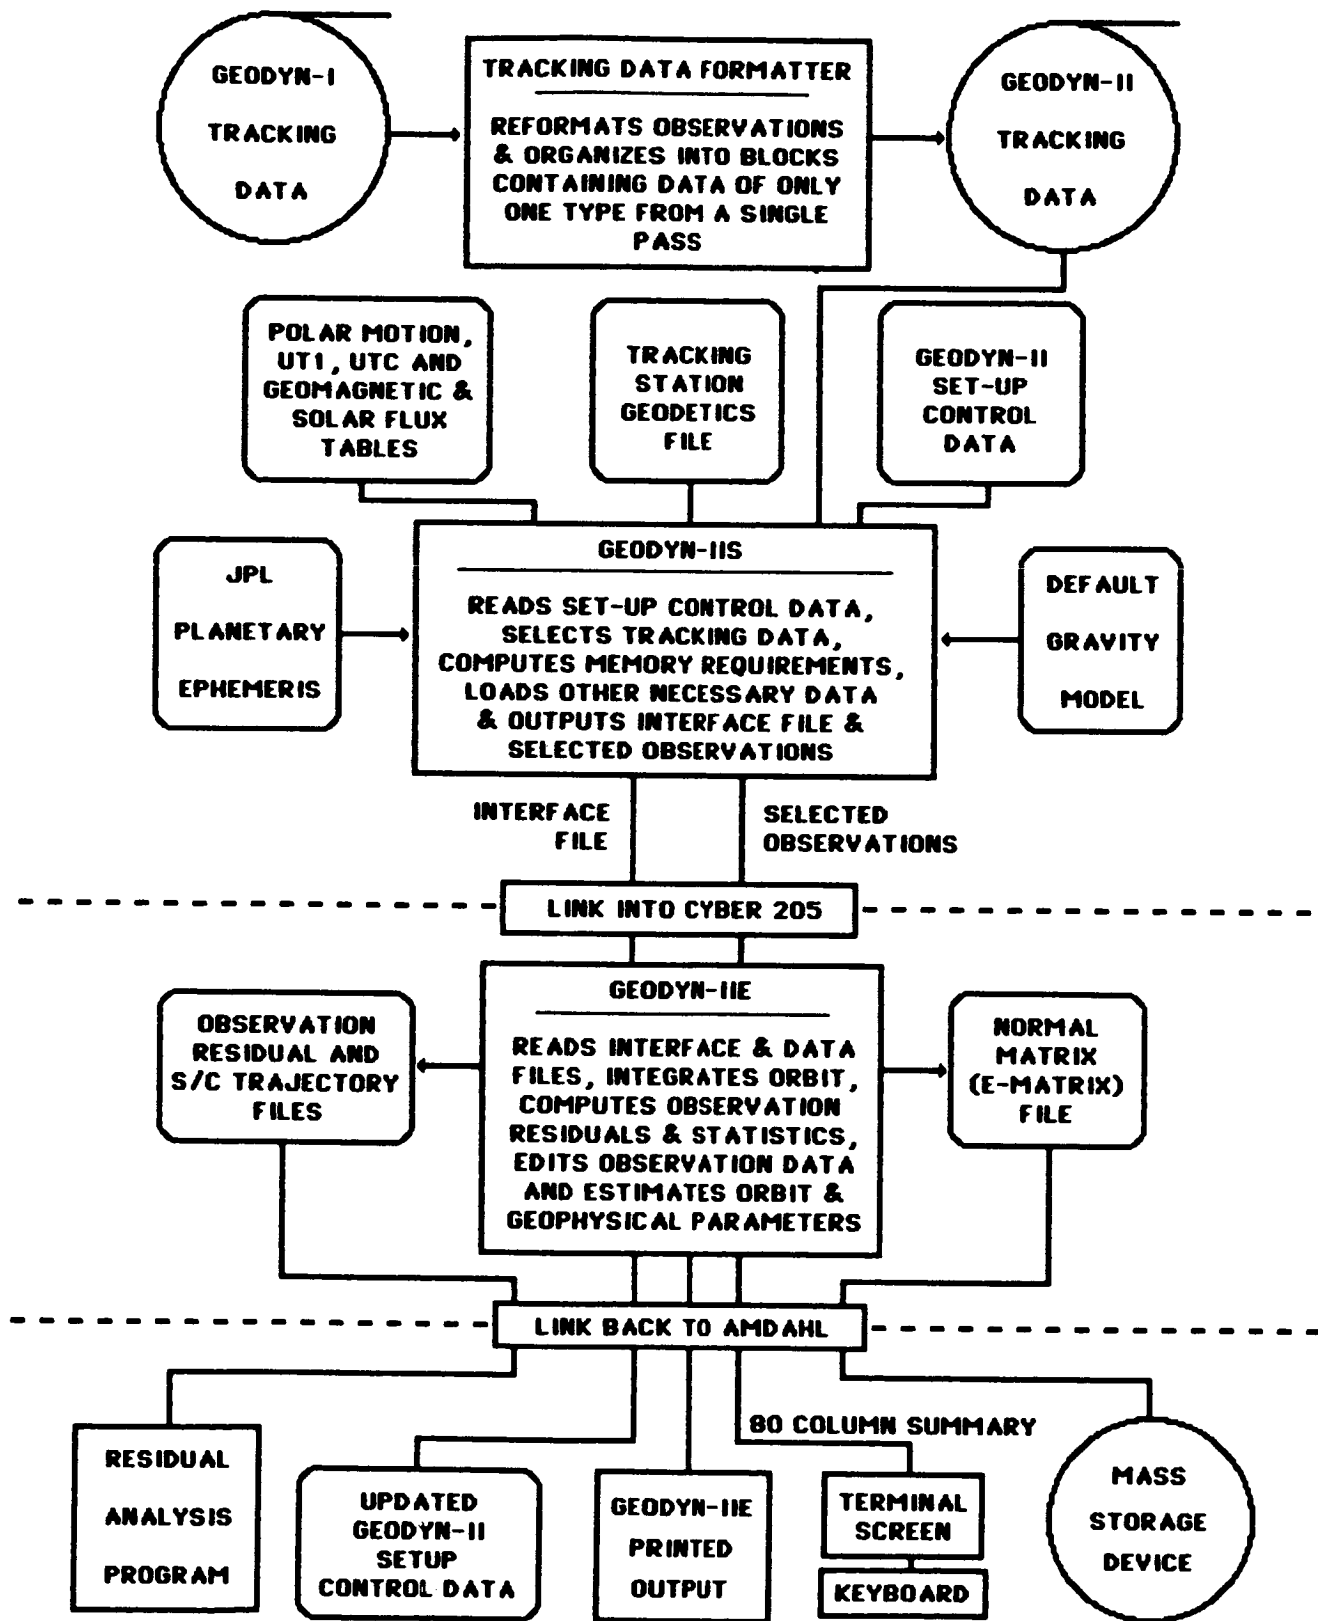 GEODYN-I
TRACKING
DATA
TRACKING DATA FORMATTER
REFORMATS OBSERVATIONS
& ORGANIZES INTO BLOCKS
CONTAINING DATA OF ONLY
ONE TYPE FROM A SINGLE
PASS
GEODYN-II
TRACKING
DATA
POLAR MOTION,
UT1, UTC AND
GEOMAGNETIC &
SOLAR FLUX
TABLES
TRACKING
STATION
GEODETICS
FILE
GEODYN-II
SET-UP
CONTROL
DATA
JPL
PLANETARY
EPHEMERIS
GEODYN-IIS
READS SET-UP CONTROL DATA,
SELECTS TRACKING DATA,
COMPUTES MEMORY REQUIREMENTS,
LOADS OTHER NECESSARY DATA
& OUTPUTS INTERFACE FILE &
SELECTED OBSERVATIONS
DEFAULT
GRAVITY
MODEL
INTERFACE
FILE
SELECTED
OBSERVATIONS
LINK INTO CYBER 205
OBSERVATION
RESIDUAL AND
S/C TRAJECTORY
FILES
GEODYN-IIE
READS INTERFACE & DATA
FILES, INTEGRATES ORBIT,
COMPUTES OBSERVATION
RESIDUALS & STATISTICS,
EDITS OBSERVATION DATA
AND ESTIMATES ORBIT &
GEOPHYSICAL PARAMETERS
NORMAL
MATRIX
(E-MATRIX)
FILE
LINK BACK TO AMDAHL
RESIDUAL
ANALYSIS
PROGRAM
UPDATED
GEODYN-II
SETUP
CONTROL DATA
GEODYN-IIE
PRINTED
OUTPUT
80 COLUMN SUMMARY
TERMINAL
SCREEN
KEYBOARD
MASS
STORAGE
DEVICE